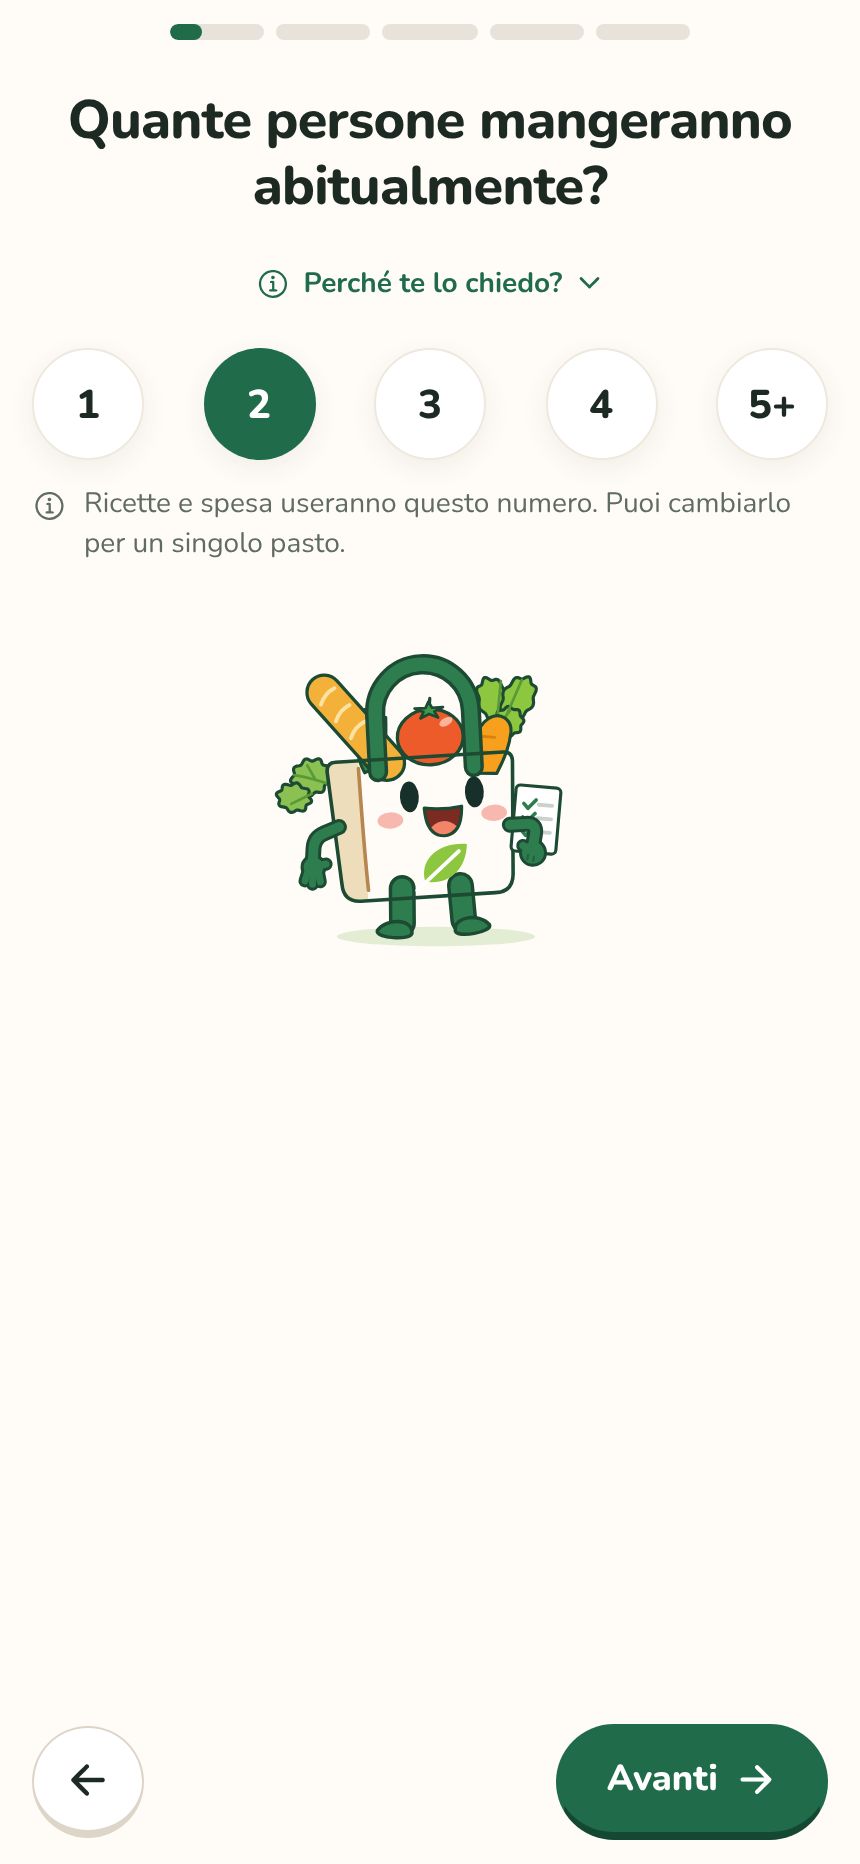 Quante persone mangeranno
abitualmente?
Perché te lo chiedo?
1
2
3
4
5+
Ricette e spesa useranno questo numero. Puoi cambiarlo
per un singolo pasto.
Avanti